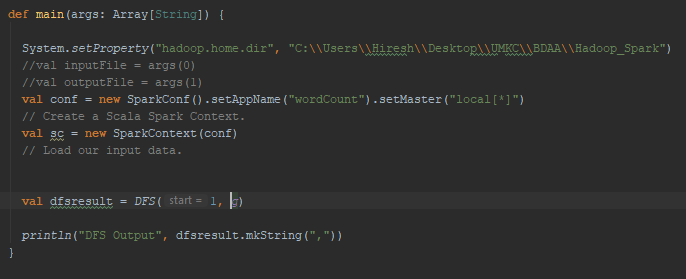 def main(args: Array[String]) {
System.setProperty("hadoop.home.dir", "C:\\Users\\Hiresh\\Desktop\\UMKC\\BDAA\\Hadoop_Spark")
//val inputFile = args(0)
//val outputFile = args(1)
val conf = new SparkConf().setAppName("wordCount").setMaster("local[*]")
// Create a Scala Spark Context.
val sc = new SparkContext(conf)
// Load our input data.
val dfsresult = DFS( start = 1, g)
println("DFS Output", dfsresult.mkString(","))
}